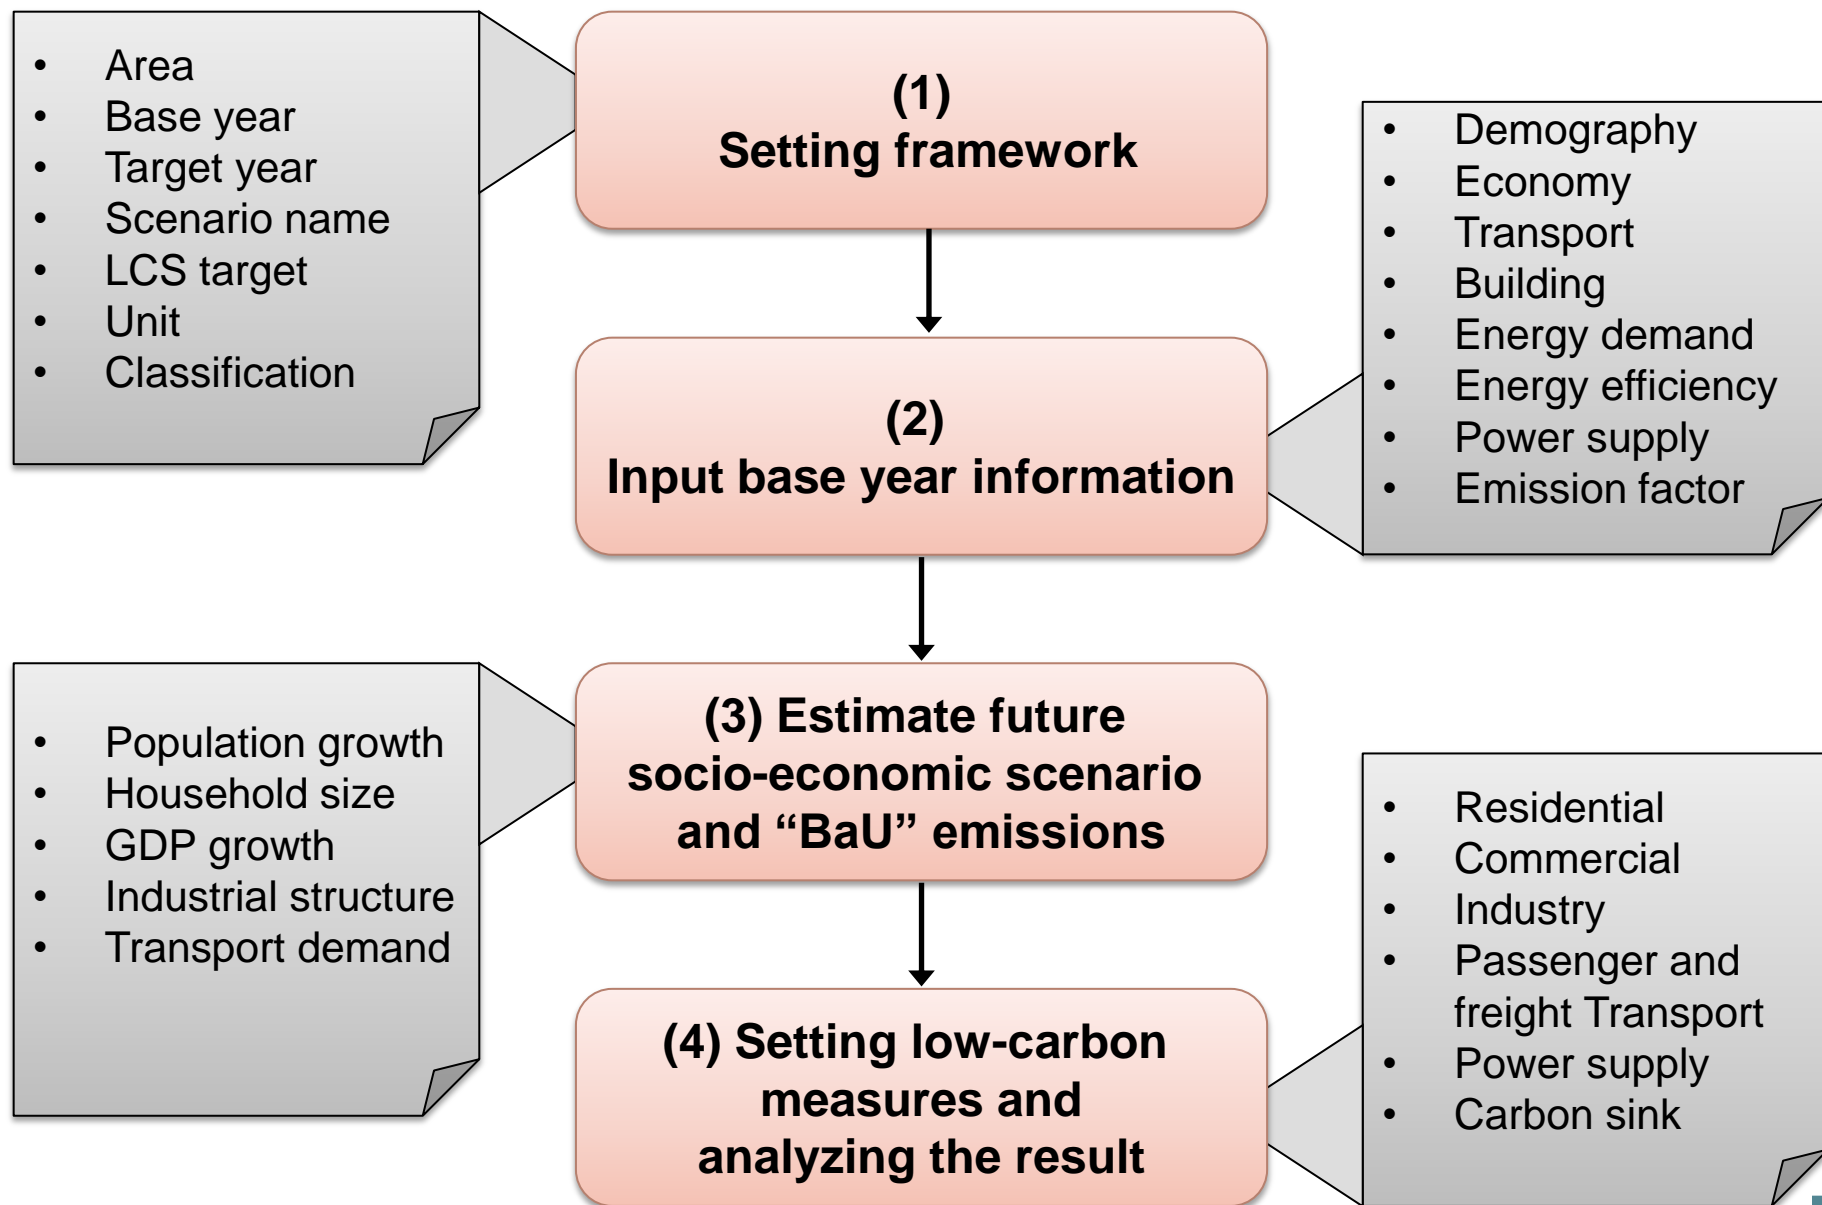 • Area
• Base year
• Target year
• Scenario name
• LCS target
• Unit
• Classification
(1)
Setting framework
• Demography
• Economy
• Transport
• Building
• Energy demand
• Energy efficiency
• Power supply
• Emission factor
(2)
Input base year information
• Population growth
• Household size
• GDP growth
• Industrial structure
• Transport demand
(3) Estimate future
socio-economic scenario
and “BaU” emissions
• Residential
• Commercial
• Industry
• Passenger and
freight Transport
• Power supply
• Carbon sink
(4) Setting low-carbon
measures and
analyzing the result